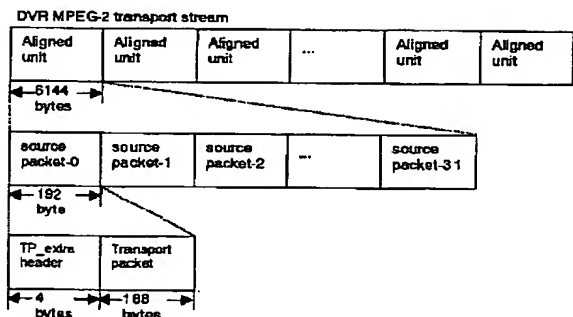 DVR MPEG-2 transport stream
Aligned unit
Aligned unit
Aligned unit
...
Aligned unit
Aligned unit
6144 bytes
source packet-0
source packet-1
source packet-2
...
source packet-31
192 byte
TP_extra header
Transport packet
4 bytes
188 bytes